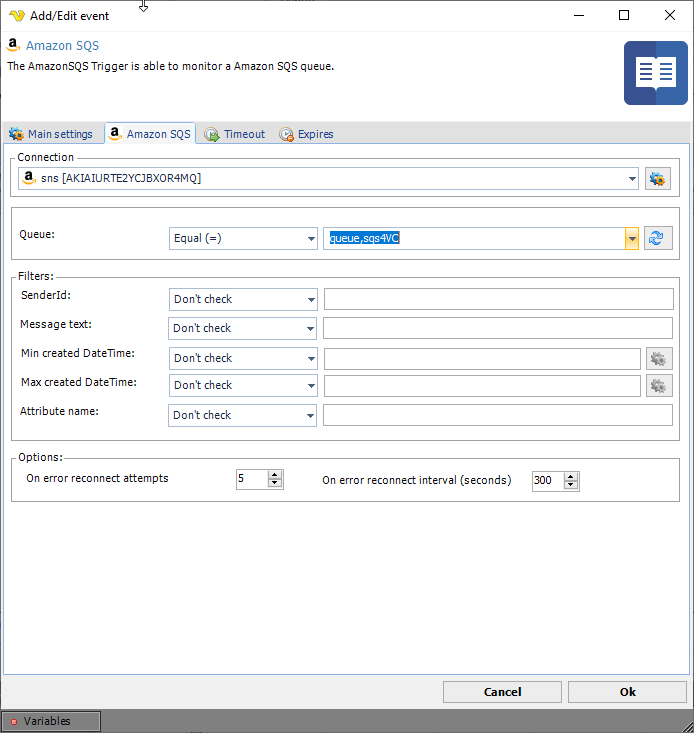 Add/Edit event
Amazon SQS
The AmazonSQS Trigger is able to monitor a Amazon SQS queue.
Main settings Amazon SQS Timeout Expires
Connection
sns [AKIAIURTE2YCJBXOR4MQ]
Queue: Equal (=) queue,sqs4VC
Filters:
SenderId: Don't check
Message text: Don't check
Min created DateTime: Don't check
Max created DateTime: Don't check
Attribute name: Don't check
Options:
On error reconnect attempts 5 On error reconnect interval (seconds) 300
Cancel Ok
Variables